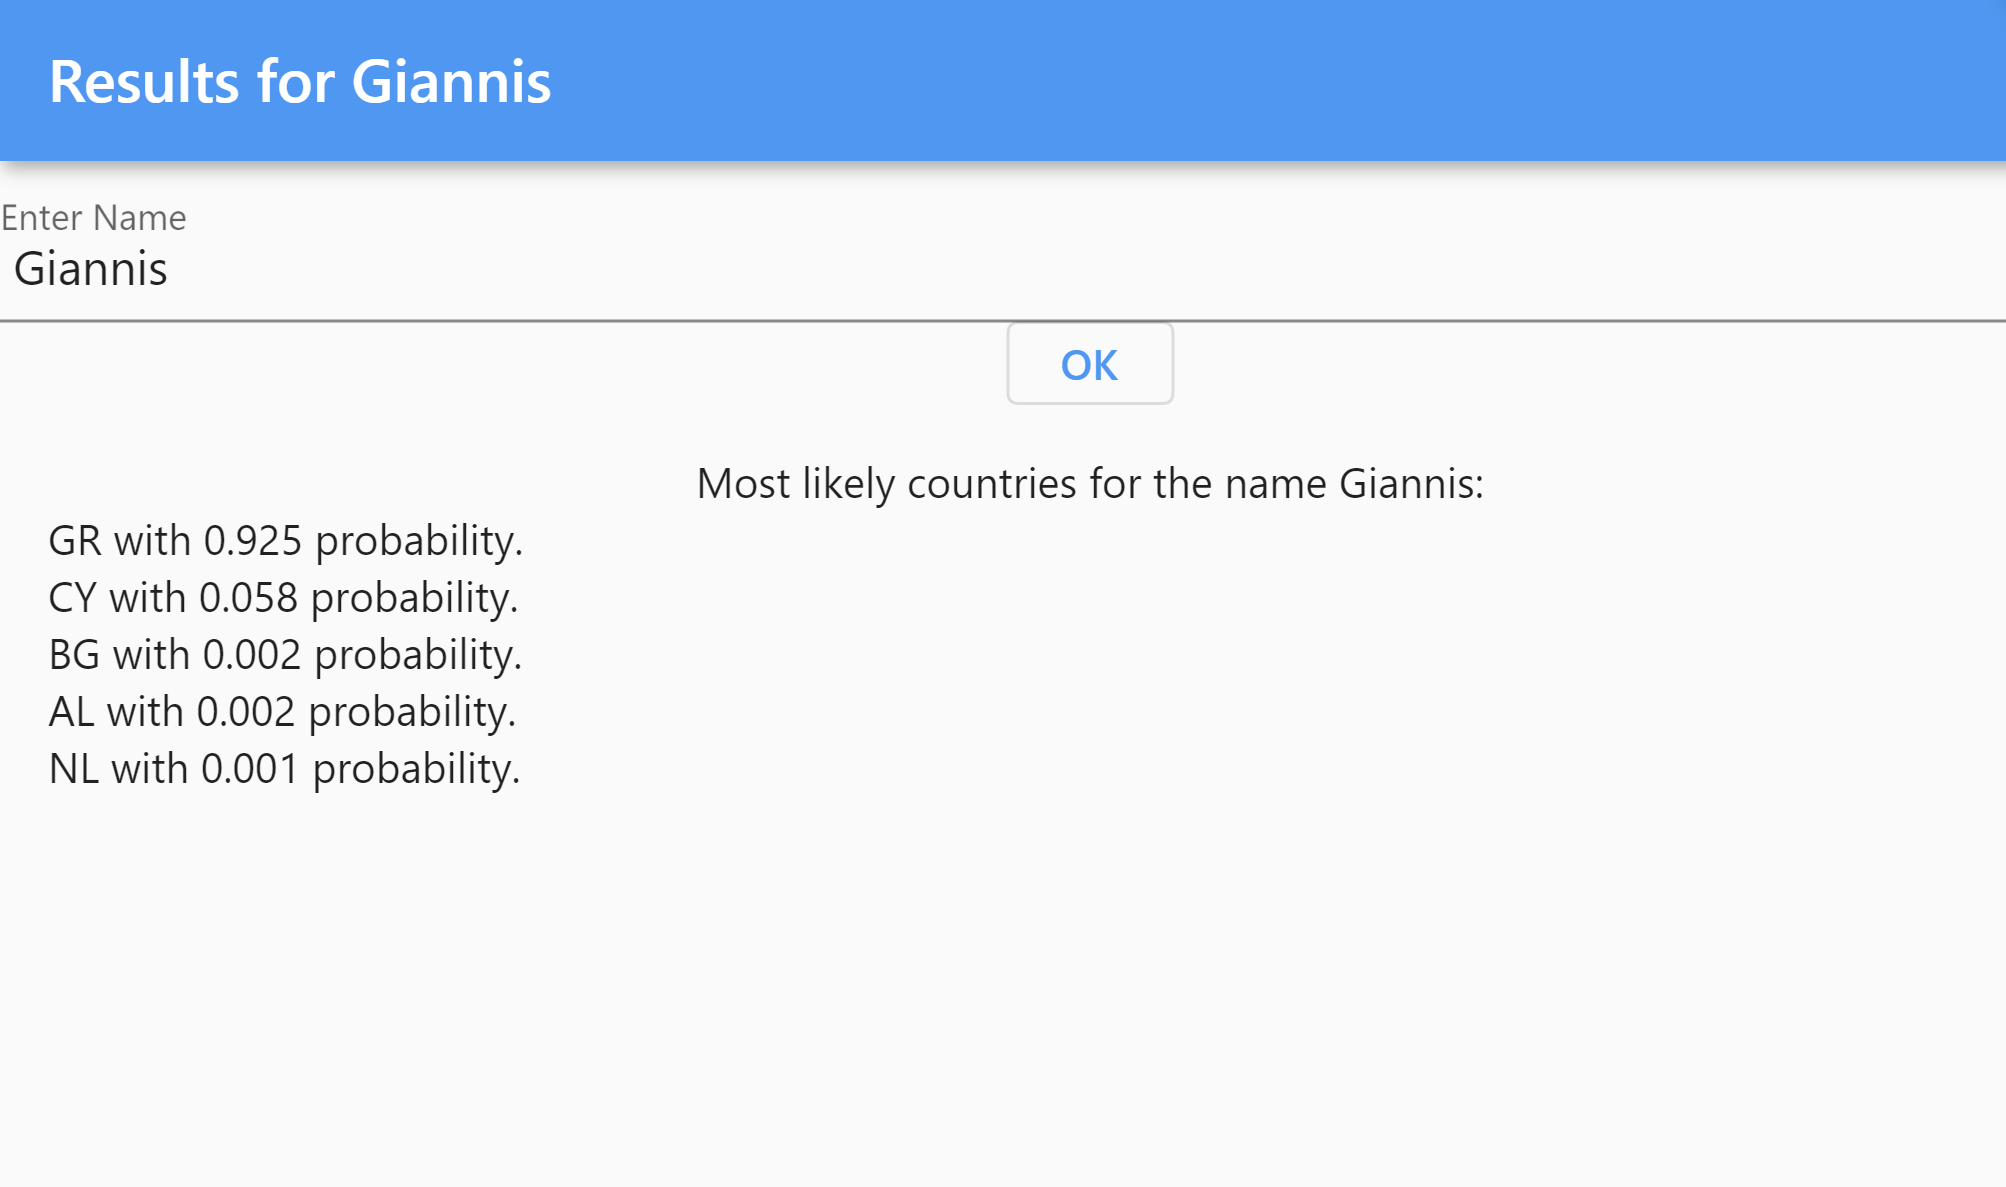 Results for Giannis
Enter Name
Giannis
OK
Most likely countries for the name Giannis:
GR with 0.925 probability.
CY with 0.058 probability.
BG with 0.002 probability.
AL with 0.002 probability.
NL with 0.001 probability.